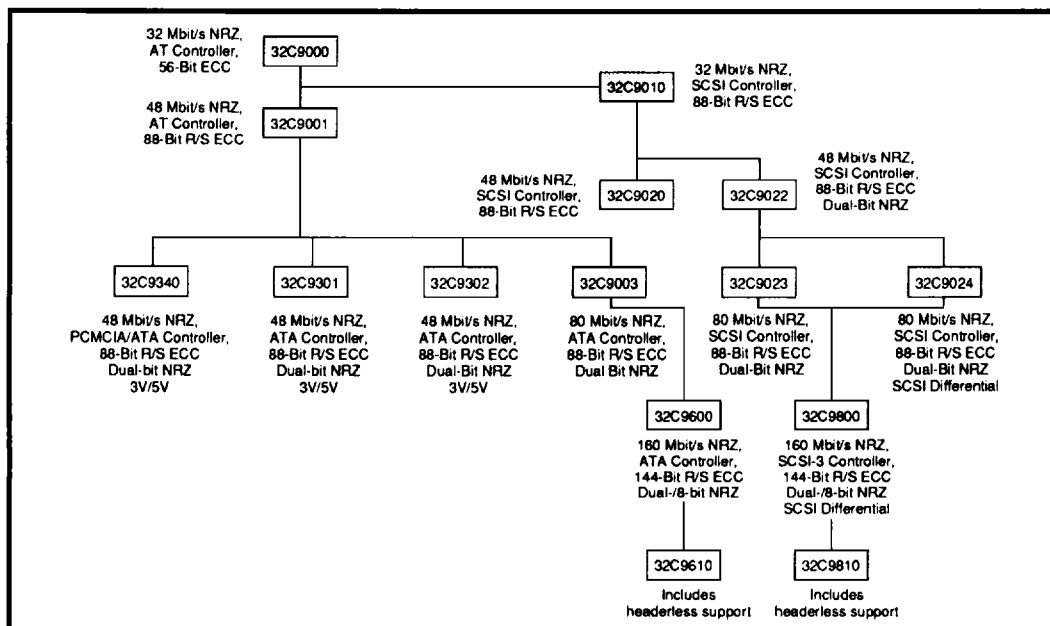 32 Mbit/s NRZ,
AT Controller,
56-Bit ECC
32C9000
32C9010
32 Mbit/s NRZ,
SCSI Controller,
88-Bit R/S ECC
48 Mbit/s NRZ,
AT Controller,
88-Bit R/S ECC
32C9001
48 Mbit/s NRZ,
SCSI Controller,
88-Bit R/S ECC
32C9020
32C9022
48 Mbit/s NRZ,
SCSI Controller,
88-Bit R/S ECC
Dual-Bit NRZ
32C9340
48 Mbit/s NRZ,
PCMCIA/ATA Controller,
88-Bit R/S ECC
Dual-bit NRZ
3V/5V
32C9301
48 Mbit/s NRZ,
ATA Controller,
88-Bit R/S ECC
Dual-bit NRZ
3V/5V
32C9302
48 Mbit/s NRZ,
ATA Controller,
88-Bit R/S ECC
Dual-Bit NRZ
3V/5V
32C9003
80 Mbit/s NRZ,
ATA Controller,
88-Bit R/S ECC
Dual Bit NRZ
32C9023
80 Mbit/s NRZ,
SCSI Controller,
88-Bit R/S ECC
Dual-Bit NRZ
32C9024
80 Mbit/s NRZ,
SCSI Controller,
88-Bit R/S ECC
Dual-Bit NRZ
SCSI Differential
32C9600
160 Mbit/s NRZ,
ATA Controller,
144-Bit R/S ECC
Dual-/8-bit NRZ
32C9800
160 Mbit/s NRZ,
SCSI-3 Controller,
144-Bit R/S ECC
Dual-/8-bit NRZ
SCSI Differential
32C9610
Includes
headerless support
32C9810
Includes
headerless support